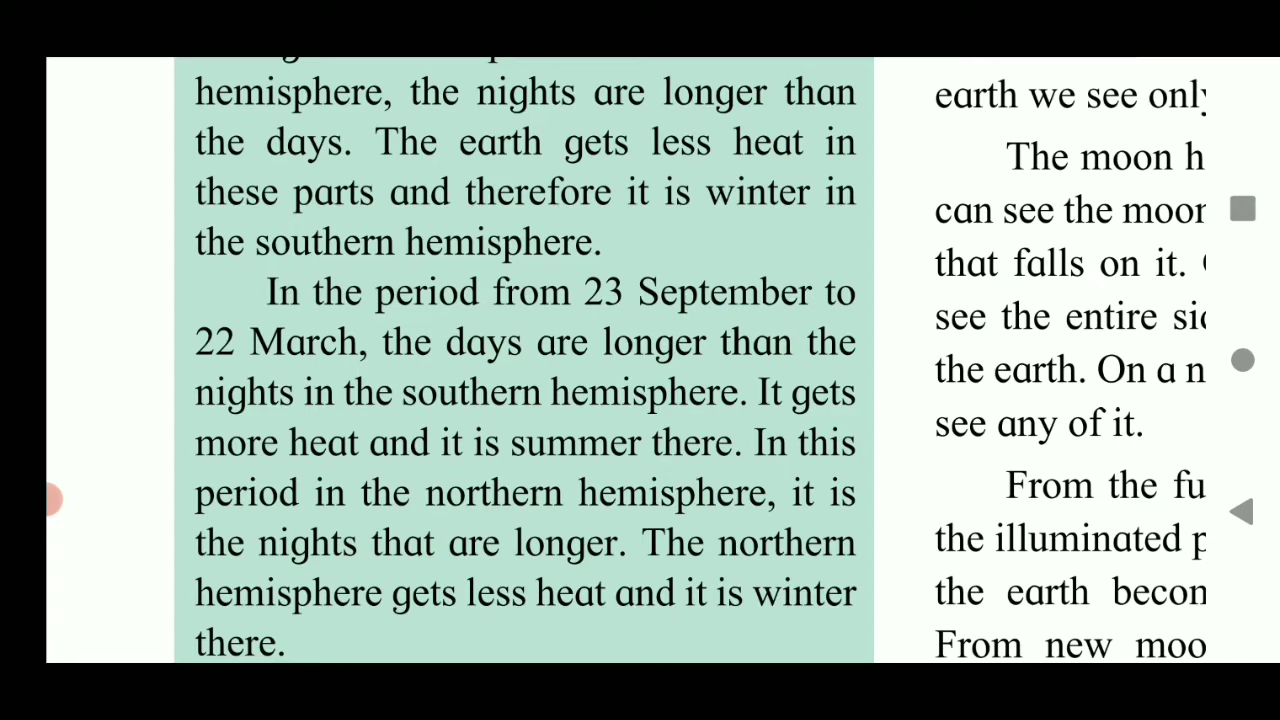 hemisphere, the nights are longer than
the days. The earth gets less heat in
these parts and therefore it is winter in
the southern hemisphere.
In the period from 23 September to
22 March, the days are longer than the
nights in the southern hemisphere. It gets
more heat and it is summer there. In this
period in the northern hemisphere, it is
the nights that are longer. The northern
hemisphere gets less heat and it is winter
there.
earth we see only
The moon
can see the moon
that falls on it.
see the entire
the earth. On a
see any of it.
From the
the illuminated
the earth
From new